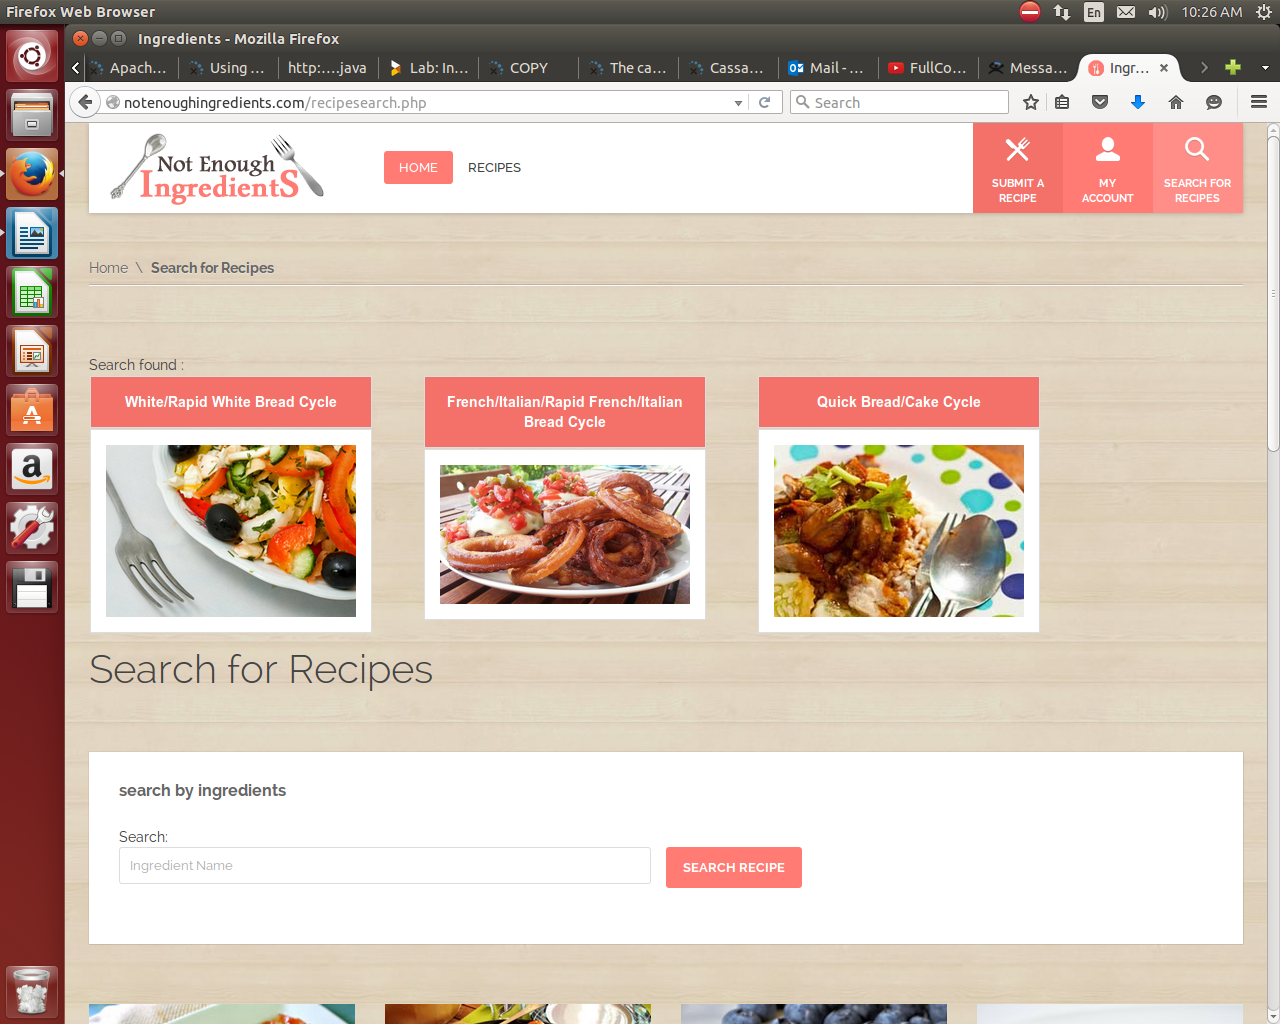 Firefox Web Browser
En
10:26 AM
Ingredients - Mozilla Firefox
Apach...
Using ...
http:....java
Lab: In...
COPY
The ca...
Cassa...
Mail - ...
FullCo...
Messa...
Ingr...
notenoughingredients.com/recipesearch.php
Search
Not Enough
IngredientS
HOME
RECIPES
SUBMIT A
RECIPE
MY
ACCOUNT
SEARCH FOR
RECIPES
Home \ Search for Recipes
Search found :
White/Rapid White Bread Cycle
French/Italian/Rapid French/Italian
Bread Cycle
Quick Bread/Cake Cycle
Search for Recipes
search by ingredients
Search:
Ingredient Name
SEARCH RECIPE